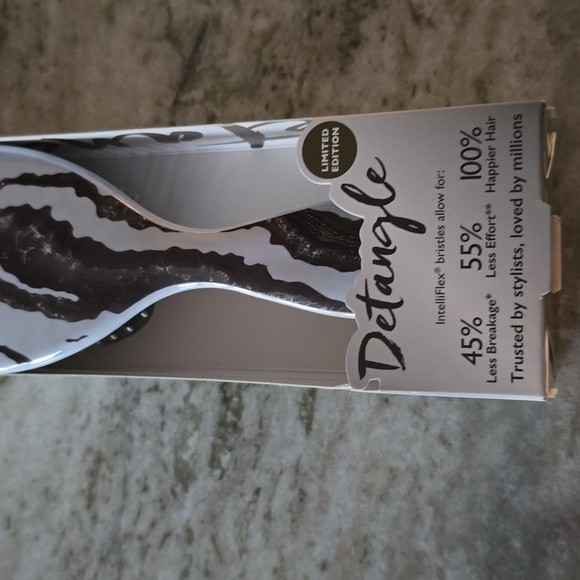 LIMITED
EDITION
Detangle
IntelliFlex® bristles allow for:
45% 55% 100%
Less Breakage* Less Effort** Happier Hair
Trusted by stylists, loved by millions